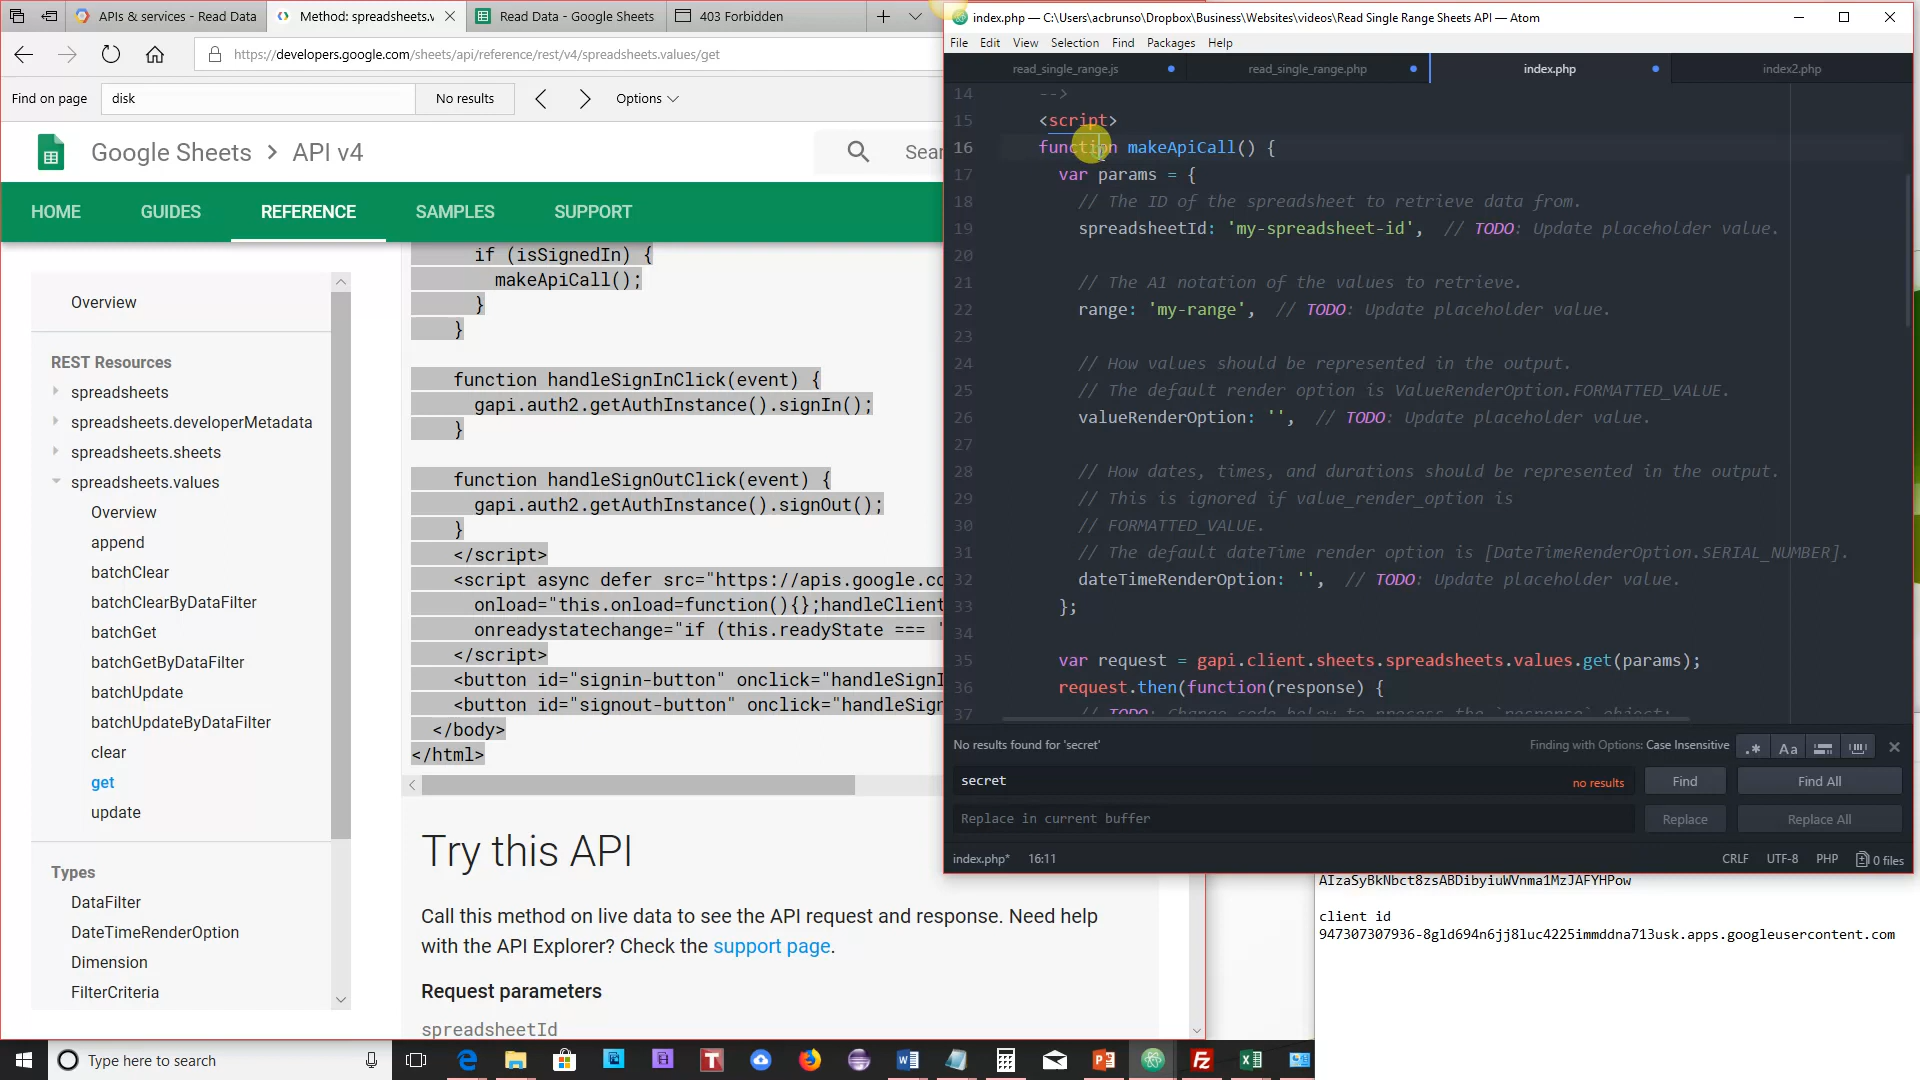 APIs & services - Read Data
Method: spreadsheets.v
Read Data - Google Sheets
403 Forbidden
https://developers.google.com/sheets/api/reference/rest/v4/spreadsheets.values/get
Find on page
disk
No results
Options
Google Sheets > API v4
Sear
HOME
GUIDES
REFERENCE
SAMPLES
SUPPORT
Overview
REST Resources
spreadsheets
spreadsheets.developerMetadata
spreadsheets.sheets
spreadsheets.values
Overview
append
batchClear
batchClearByDataFilter
batchGet
batchGetByDataFilter
batchUpdate
batchUpdateByDataFilter
clear
get
update
Types
DataFilter
DateTimeRenderOption
Dimension
FilterCriteria
if (isSignedIn) {
makeApiCall();
}
}
function handleSignInClick(event) {
gapi.auth2.getAuthInstance().signIn();
}
function handleSignOutClick(event) {
gapi.auth2.getAuthInstance().signOut();
}
</script>
<script async defer src="https://apis.google.co
onload="this.onload=function(){};handleClient
onreadystatechange="if (this.readyState === '
</script>
<button id="signin-button" onclick="handleSignI
<button id="signout-button" onclick="handleSign
</body>
</html>
Try this API
Call this method on live data to see the API request and response. Need help
with the API Explorer? Check the support page.
Request parameters
spreadsheetId
index.php — C:\Users\acbrunso\Dropbox\Business\Websites\videos\Read Single Range Sheets API — Atom
File Edit View Selection Find Packages Help
read_single_range.js
read_single_range.php
index.php
index2.php
14 -->
15 <script>
16 function makeApiCall() {
17 var params = {
18 // The ID of the spreadsheet to retrieve data from.
19 spreadsheetId: 'my-spreadsheet-id', // TODO: Update placeholder value.
20
21 // The A1 notation of the values to retrieve.
22 range: 'my-range', // TODO: Update placeholder value.
23
24 // How values should be represented in the output.
25 // The default render option is ValueRenderOption.FORMATTED_VALUE.
26 valueRenderOption: '', // TODO: Update placeholder value.
27
28 // How dates, times, and durations should be represented in the output.
29 // This is ignored if value_render_option is
30 // FORMATTED_VALUE.
31 // The default dateTime render option is [DateTimeRenderOption.SERIAL_NUMBER].
32 dateTimeRenderOption: '', // TODO: Update placeholder value.
33 };
34
35 var request = gapi.client.sheets.spreadsheets.values.get(params);
36 request.then(function(response) {
37 // TODO: Change code below to process the `response` object:
No results found for 'secret'
Finding with Options: Case Insensitive
.* Aa
secret
no results
Find
Find All
Replace in current buffer
Replace
Replace All
index.php* 16:11
CRLF UTF-8 PHP 0 files
AIzaSyBkNbct8zsABDibyiuWVnma1MzJAFYHPow
client id
947307307936-8gld694n6jj8luc4225immddna713usk.apps.googleusercontent.com
Type here to search